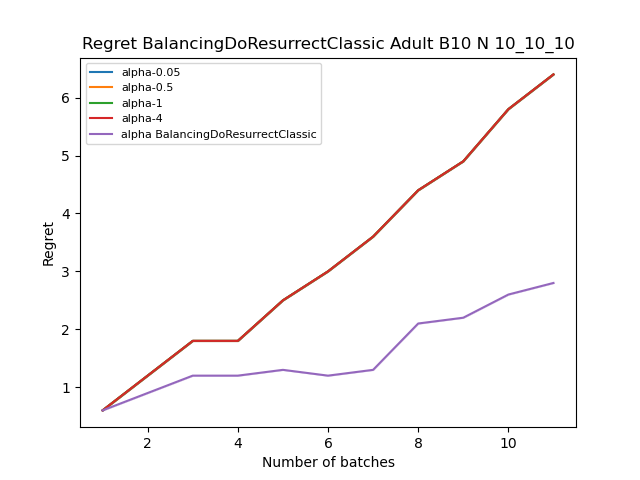 Regret BalancingDoResurrectClassic Adult B10 N 10_10_10
alpha-0.05
alpha-0.5
alpha-1
alpha-4
alpha BalancingDoResurrectClassic
Regret
6
5
4
3
2
1
2 4 6 8 10
Number of batches